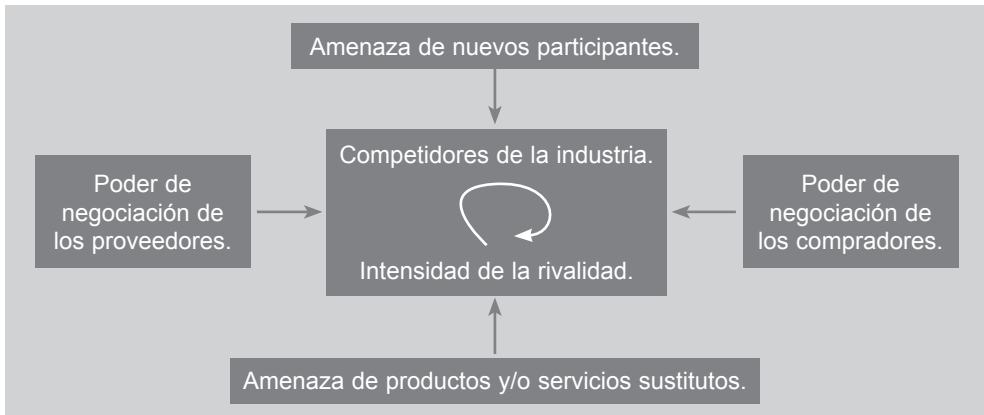 Amenaza de nuevos participantes.
Competidores de la industria.
Poder de
negociación de
los proveedores.
Poder de
negociación de
los compradores.
Intensidad de la rivalidad.
Amenaza de productos y/o servicios sustitutos.